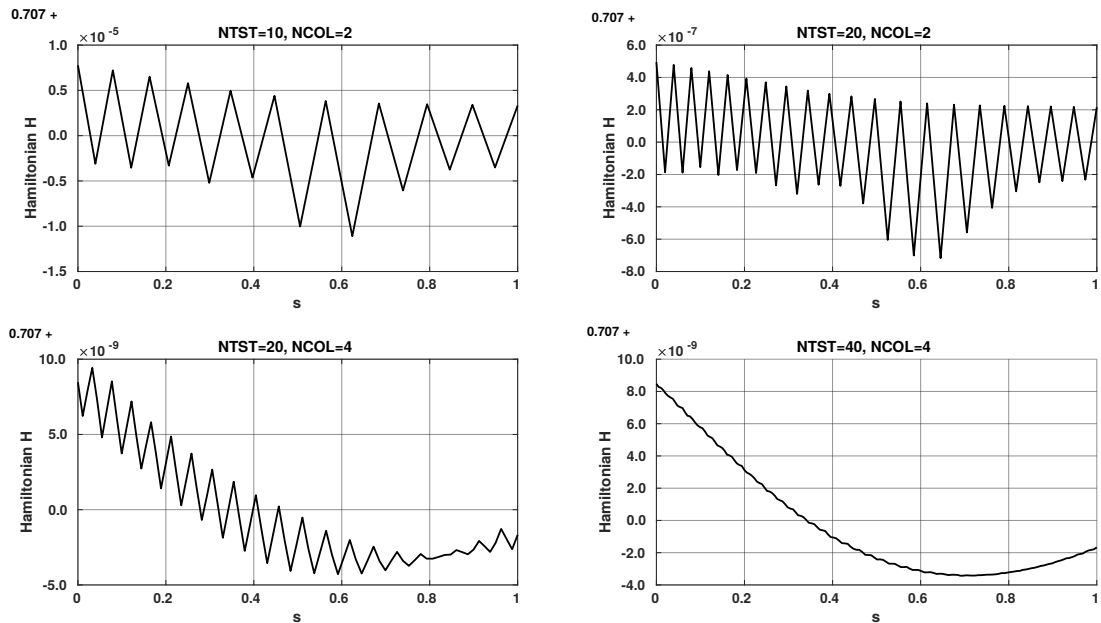 0.707 +
×10 -5
NTST=10, NCOL=2
1.0
0.5
0.0
-0.5
-1.0
-1.5
Hamiltonian H
0 0.2 0.4 0.6 0.8 1
s
0.707 +
×10 -7
NTST=20, NCOL=2
6.0
4.0
2.0
0.0
-2.0
-4.0
-6.0
-8.0
Hamiltonian H
0 0.2 0.4 0.6 0.8 1
s
0.707 +
×10 -9
NTST=20, NCOL=4
10.0
5.0
0.0
-5.0
Hamiltonian H
0 0.2 0.4 0.6 0.8 1
s
0.707 +
×10 -9
NTST=40, NCOL=4
10.0
8.0
6.0
4.0
2.0
0.0
-2.0
-4.0
Hamiltonian H
0 0.2 0.4 0.6 0.8 1
s